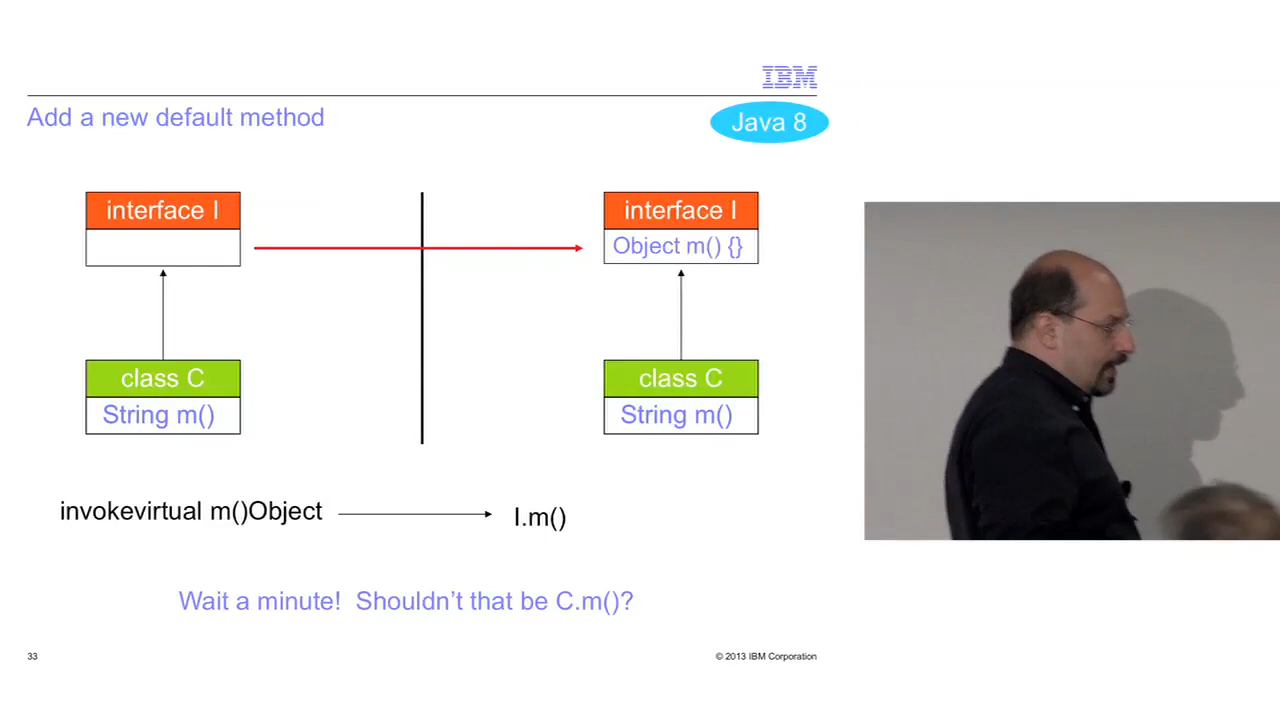 IBM
Add a new default method
Java 8
interface I
interface I
Object m() {}
class C
class C
String m()
String m()
invokevirtual m()Object
I.m()
Wait a minute!  Shouldn't that be C.m()?
33
© 2013 IBM Corporation